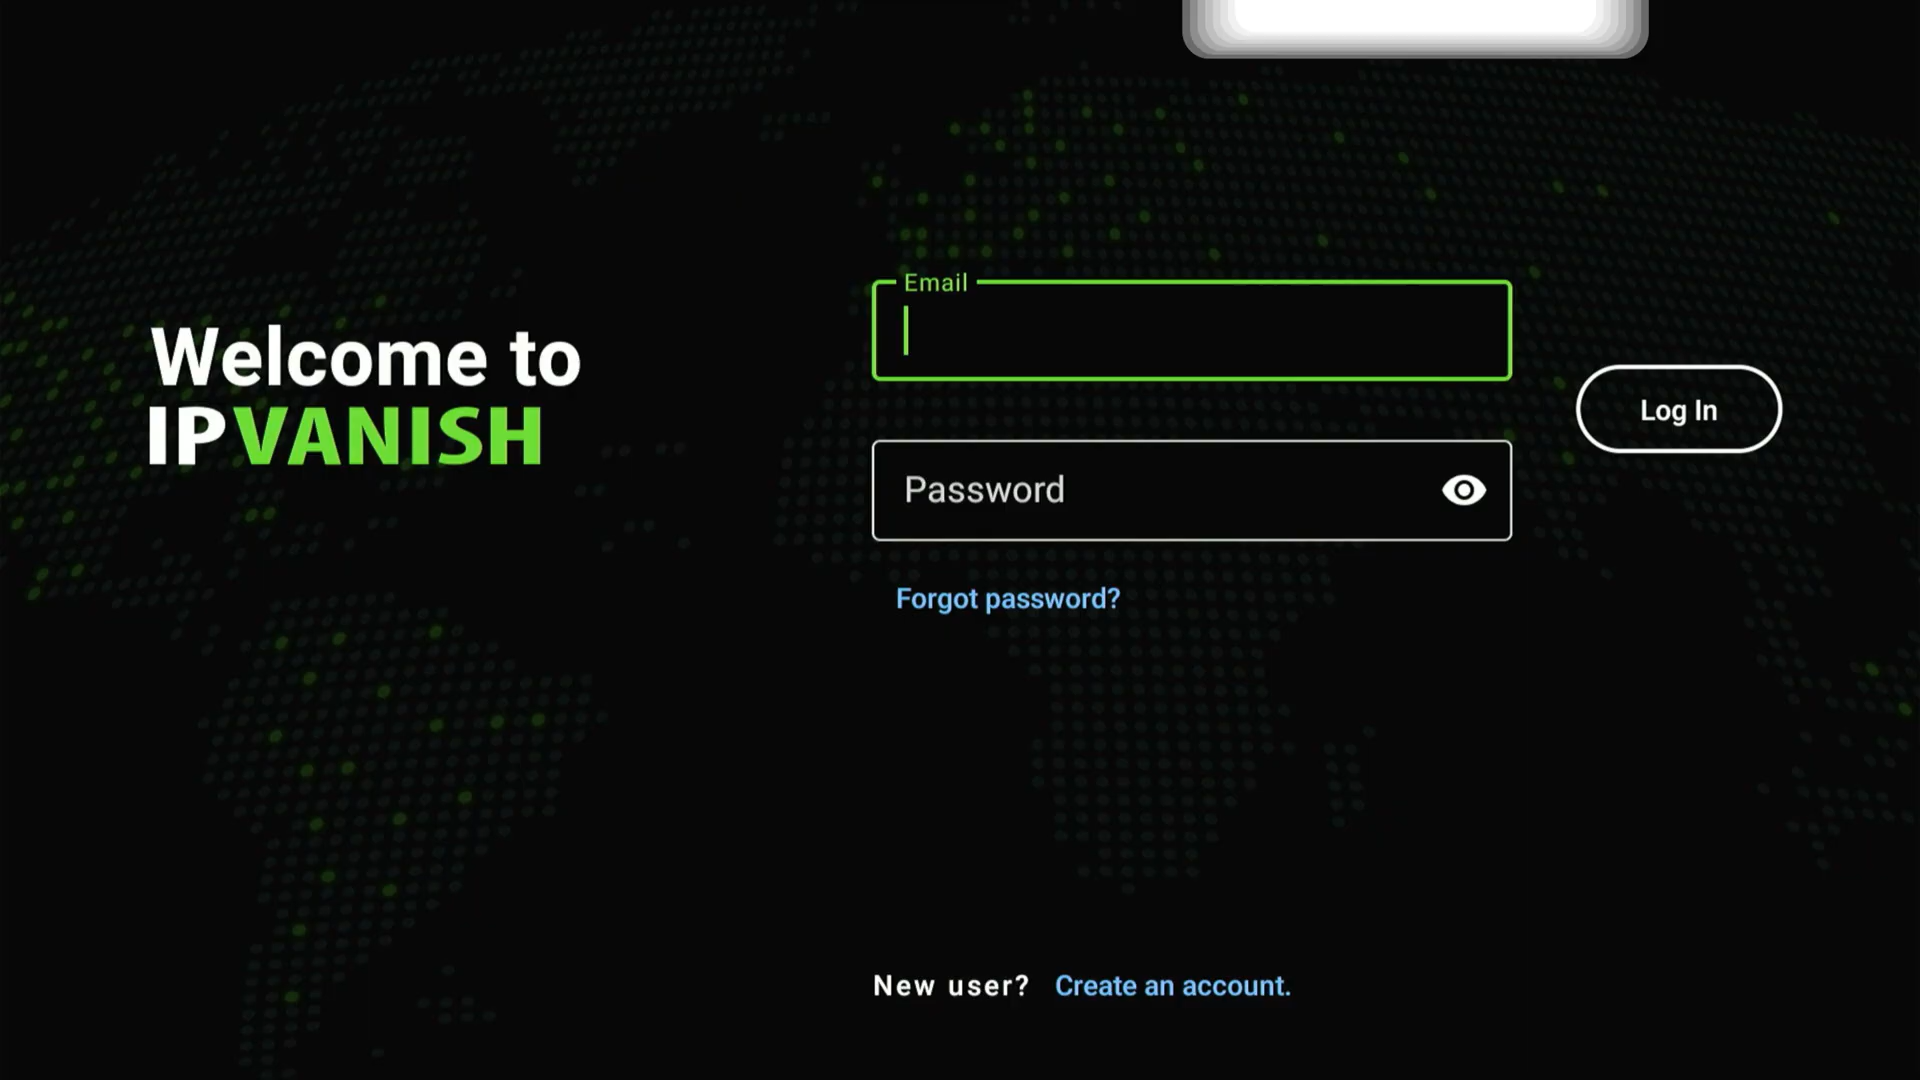 Welcome to
IPVANISH
Email
Password
Log In
Forgot password?
New user? Create an account.